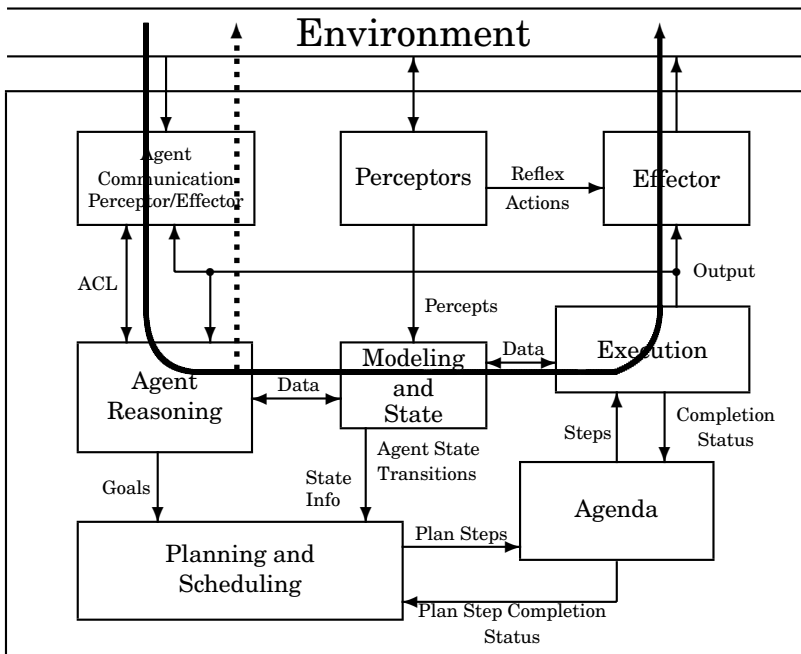 Environment
Agent
Communication
Perceptor/Effector
Perceptors
Reflex
Actions
Effector
ACL
Percepts
Output
Agent
Reasoning
Data
Modeling
and
State
Data
Execution
Goals
State
Info
Agent State
Transitions
Steps
Completion
Status
Planning and
Scheduling
Plan Steps
Agenda
Plan Step Completion
Status